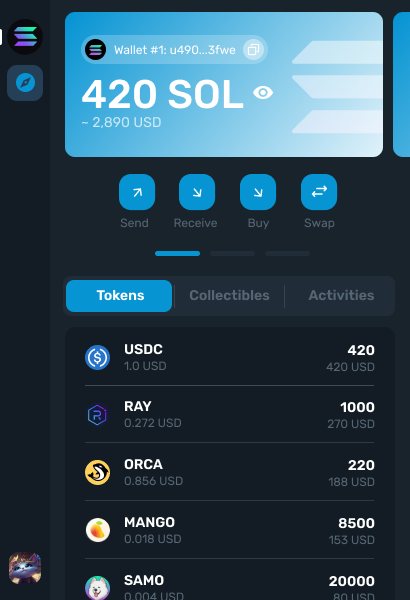 Wallet #1: u490...3fwe
420 SOL
~ 2,890 USD
Send Receive Buy Swap
Tokens Collectibles Activities
USDC 420
1.0 USD 420 USD
RAY 1000
0.272 USD 270 USD
ORCA 220
0.856 USD 188 USD
MANGO 8500
0.018 USD 153 USD
SAMO 20000
0.004 USD 80 USD